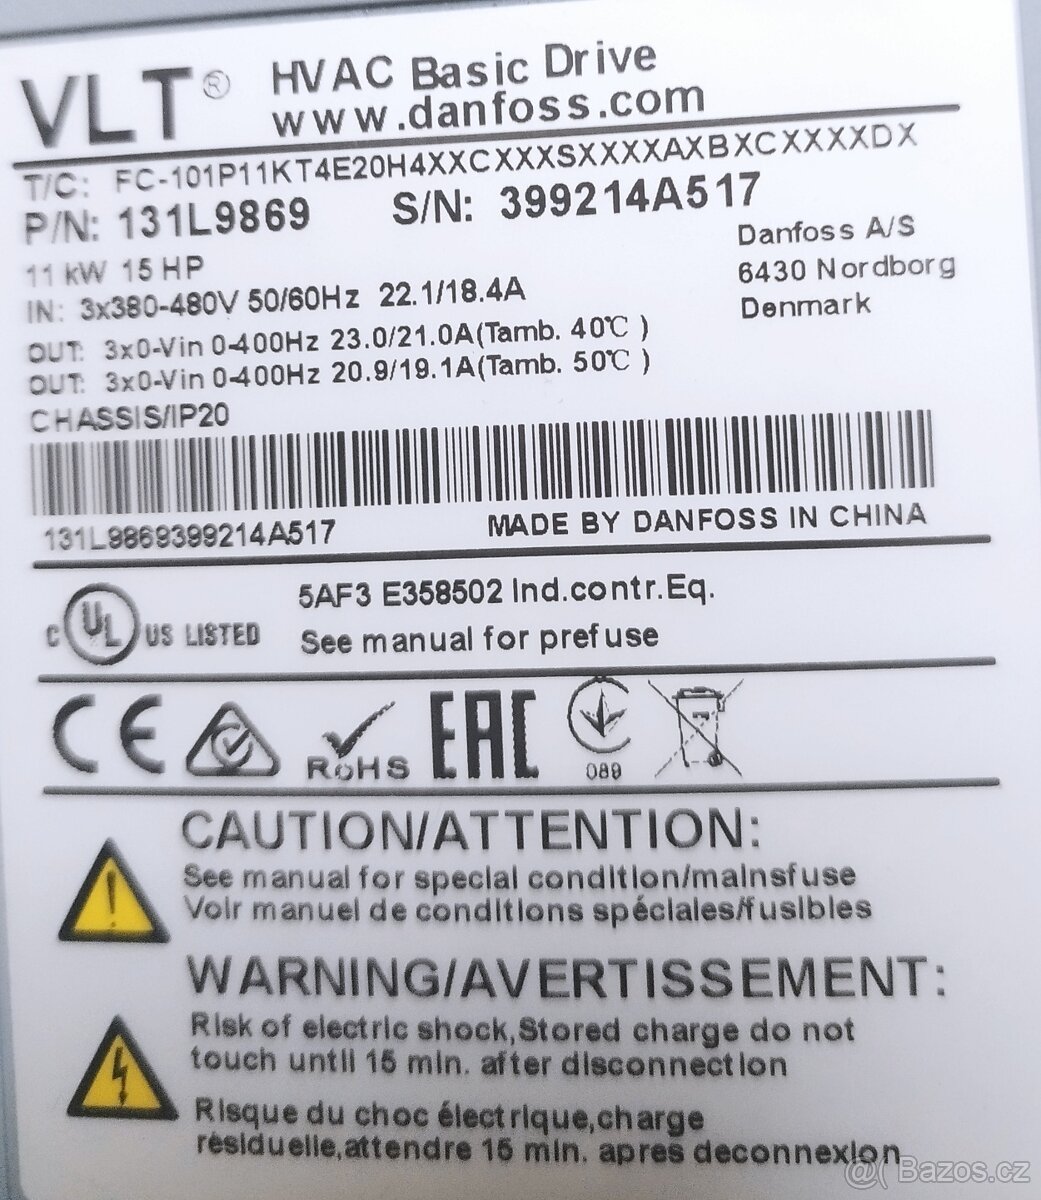 VLT® HVAC Basic Drive
www.danfoss.com
T/C: FC-101P11KT4E20H4XXCXXXSXXXXAXBXCXXXXDX
P/N: 131L9869 S/N: 399214A517
11 kW 15 HP
IN: 3x380-480V 50/60Hz 22.1/18.4A
OUT: 3x0-Vin 0-400Hz 23.0/21.0A(Tamb. 40℃ )
OUT: 3x0-Vin 0-400Hz 20.9/19.1A(Tamb. 50℃ )
CHASSIS/IP20
Danfoss A/S
6430 Nordborg
Denmark
131L9869399214A517 MADE BY DANFOSS IN CHINA
C UL US LISTED
5AF3 E358502 Ind.contr.Eq.
See manual for prefuse
CE RoHS EAC 089
CAUTION/ATTENTION:
See manual for special condition/mainsfuse
Voir manuel de conditions spéciales/fusibles
WARNING/AVERTISSEMENT:
Risk of electric shock,Stored charge do not
touch until 15 min. after disconnection
Risque du choc électrique,charge
résiduelle,attendre 15 min. apres deconnexion
@( Bazos.cz